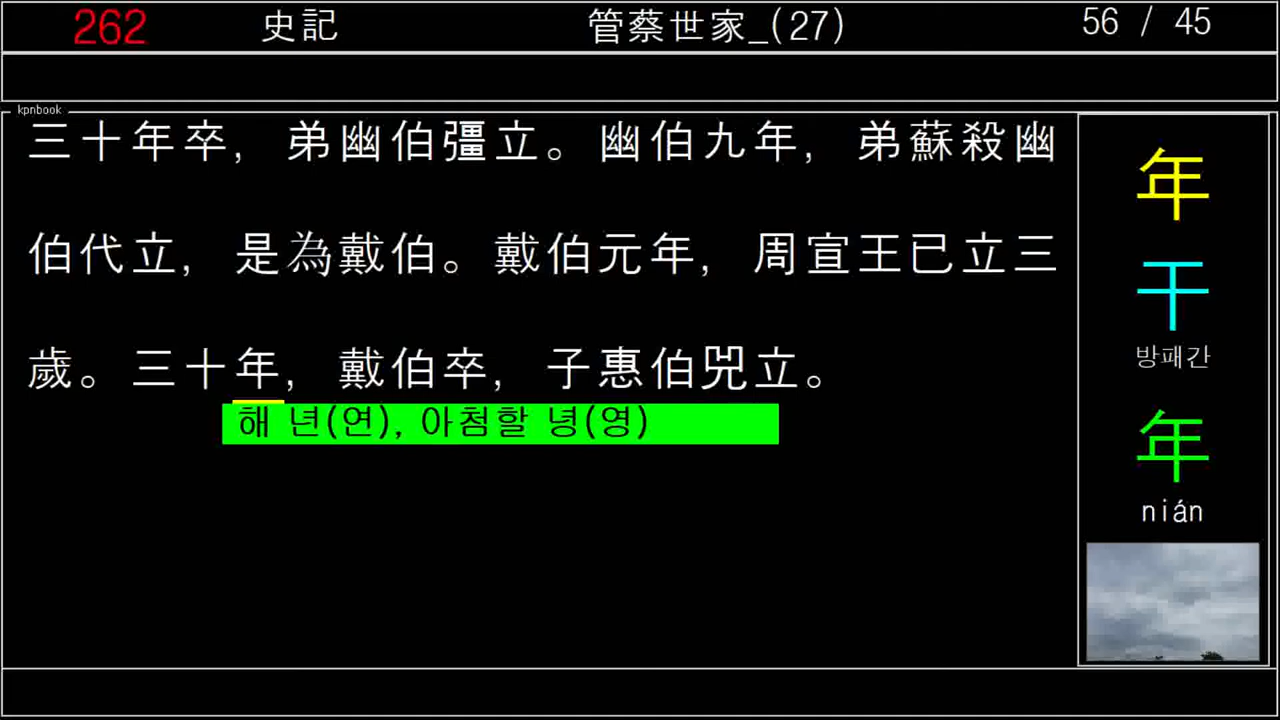 262 史記 管蔡世家_(27) 56 / 45
kpnbook
三十年卒, 弟幽伯彊立。幽伯九年, 弟蘇殺幽
伯代立, 是為戴伯。戴伯元年, 周宣王已立三
歲。三十年, 戴伯卒, 子惠伯兕立。
해 년(연), 아첨할 녕(영)
年
干
방패간
年
nián